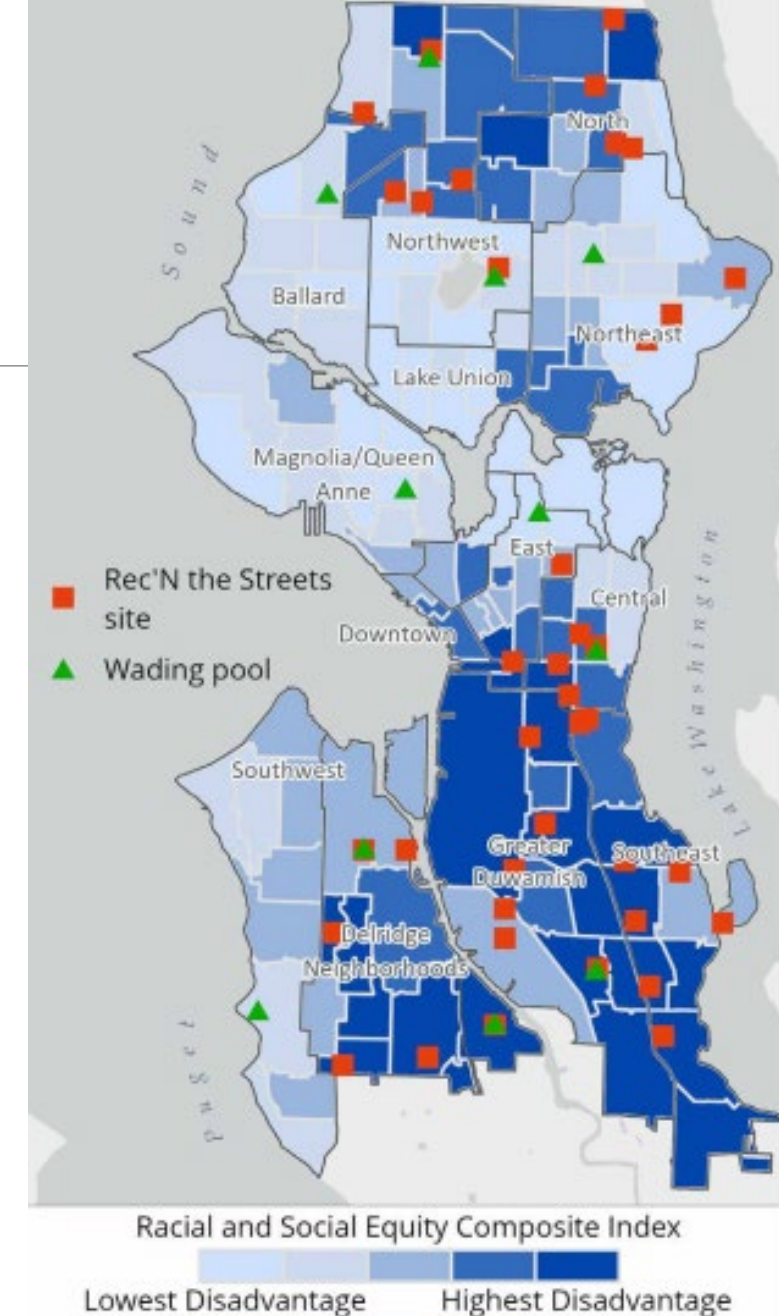 North
Sound
Northwest
Ballard
Northeast
Lake Union
Magnolia/Queen
Anne
East
Rec'N the Streets
site
Central
Downtown
Wading pool
Lake Washington
Southwest
Greater
Duwamish
Southeast
Delridge
Neighborhoods
Puget
Racial and Social Equity Composite Index
Lowest Disadvantage Highest Disadvantage